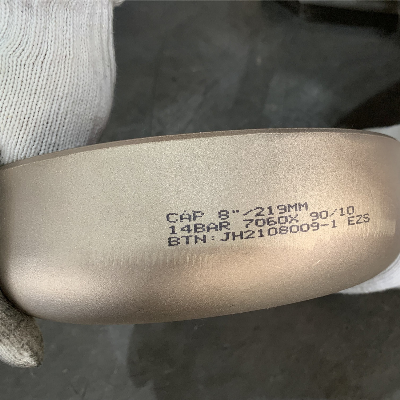 CAP 8"/219MM
14BAR 7060X 90/10
BTN:JH2108009-1 EZS